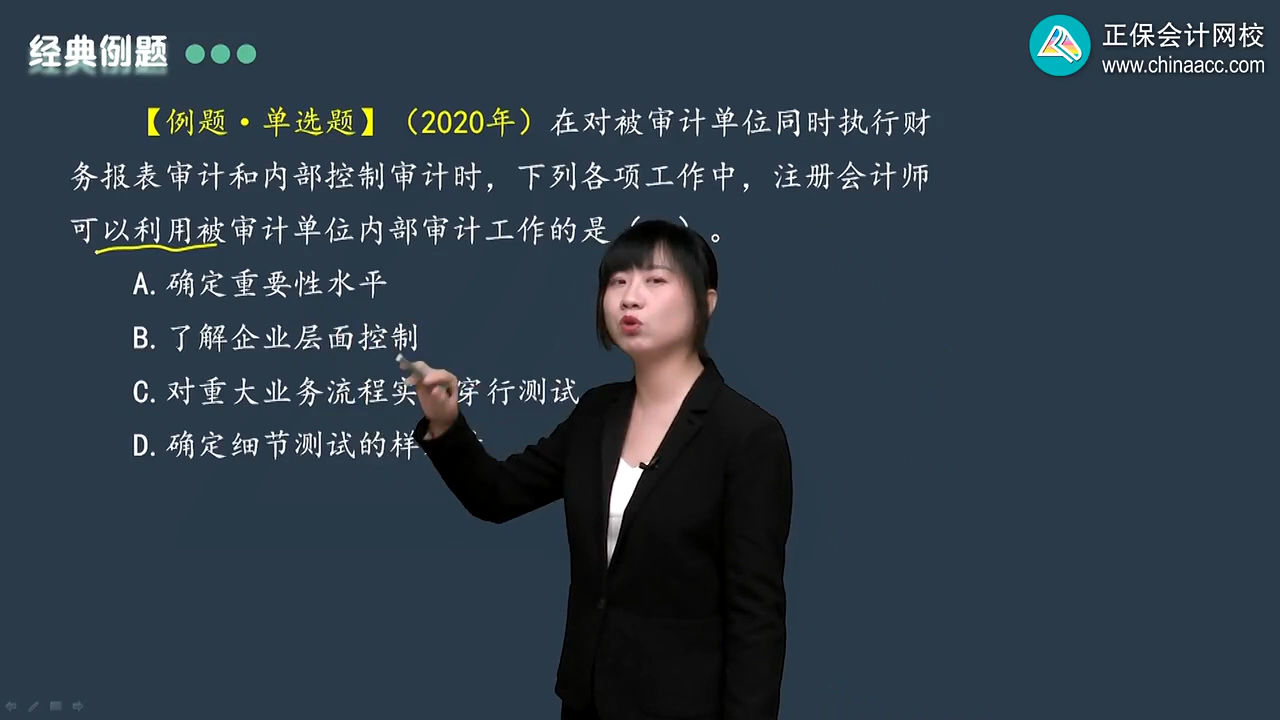 经典例题
正保会计网校
www.chinaacc.com
【例题·单选题】（2020年）在对被审计单位同时执行财
务报表审计和内部控制审计时，下列各项工作中，注册会计师
可以利用被审计单位内部审计工作的是（ ）。
A.确定重要性水平
B.了解企业层面控制
C.对重大业务流程实 穿行测试
D.确定细节测试的样